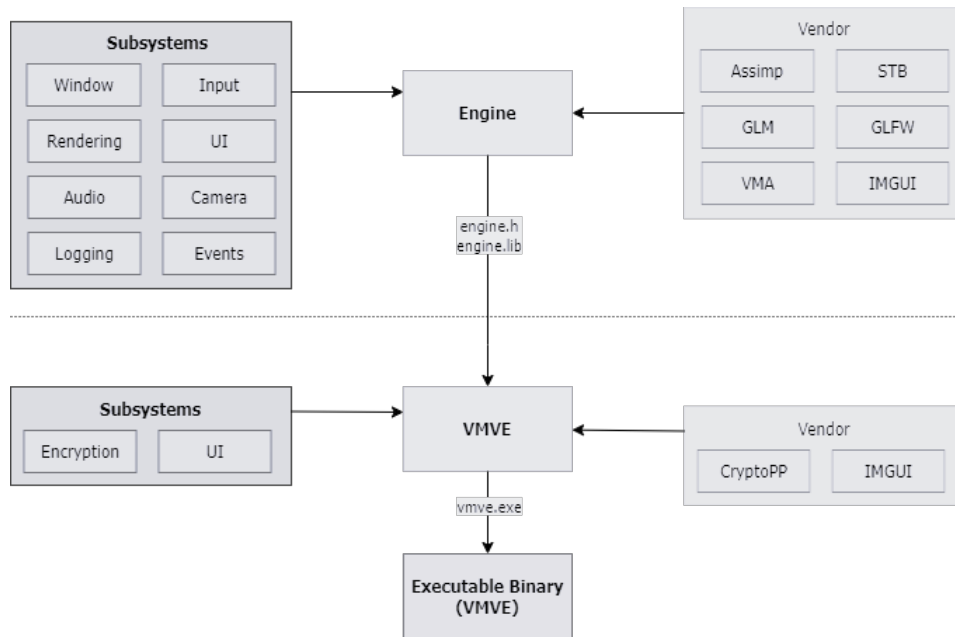 Subsystems
Window
Input
Rendering
UI
Audio
Camera
Logging
Events
Engine
Vendor
Assimp
STB
GLM
GLFW
VMA
IMGUI
engine.h
engine.lib
Subsystems
Encryption
UI
VMVE
Vendor
CryptoPP
IMGUI
vmve.exe
Executable Binary
(VMVE)